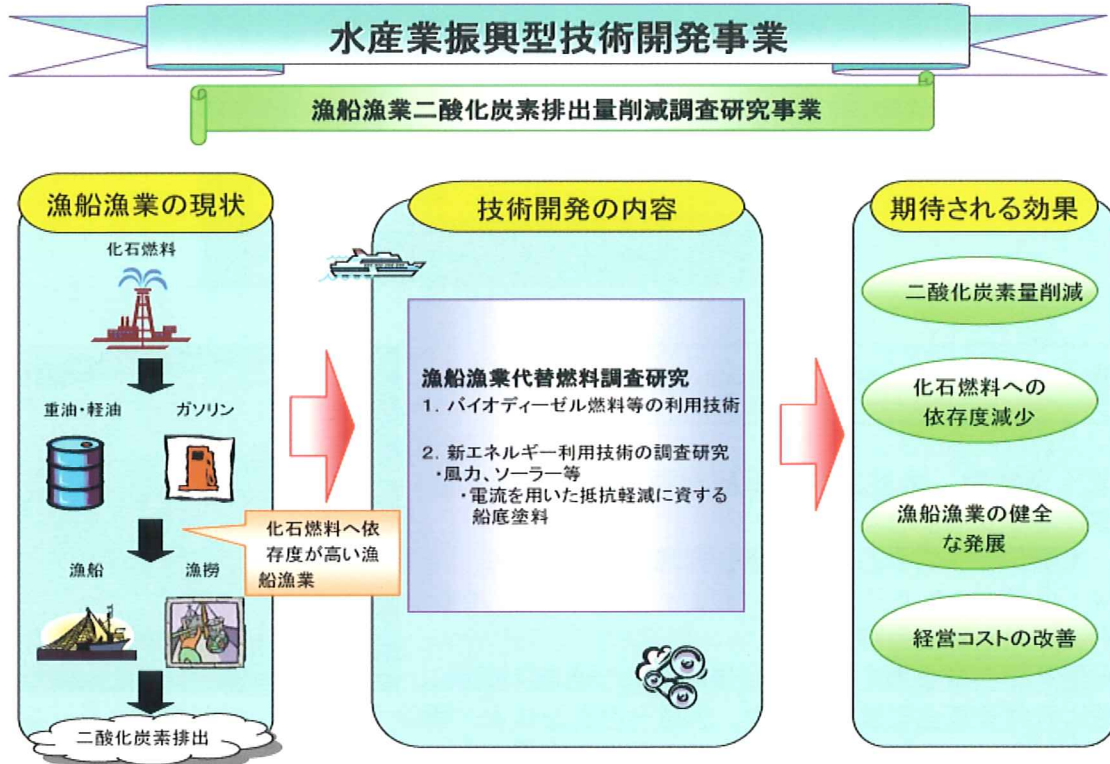 水産業振興型技術開発事業
漁船漁業二酸化炭素排出量削減調査研究事業
漁船漁業の現状
化石燃料
重油・軽油
ガソリン
化石燃料へ依
存度が高い漁
船漁業
漁船
漁撈
二酸化炭素排出
技術開発の内容
漁船漁業代替燃料調査研究
1. バイオディーゼル燃料等の利用技術
2. 新エネルギー利用技術の調査研究
・風力、ソーラー等
・電流を用いた抵抗軽減に資する
船底塗料
期待される効果
二酸化炭素量削減
化石燃料への
依存度減少
漁船漁業の健全
な発展
経営コストの改善